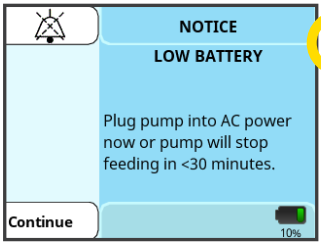 NOTICE
LOW BATTERY
Plug pump into AC power
now or pump will stop
feeding in <30 minutes.
Continue
10%